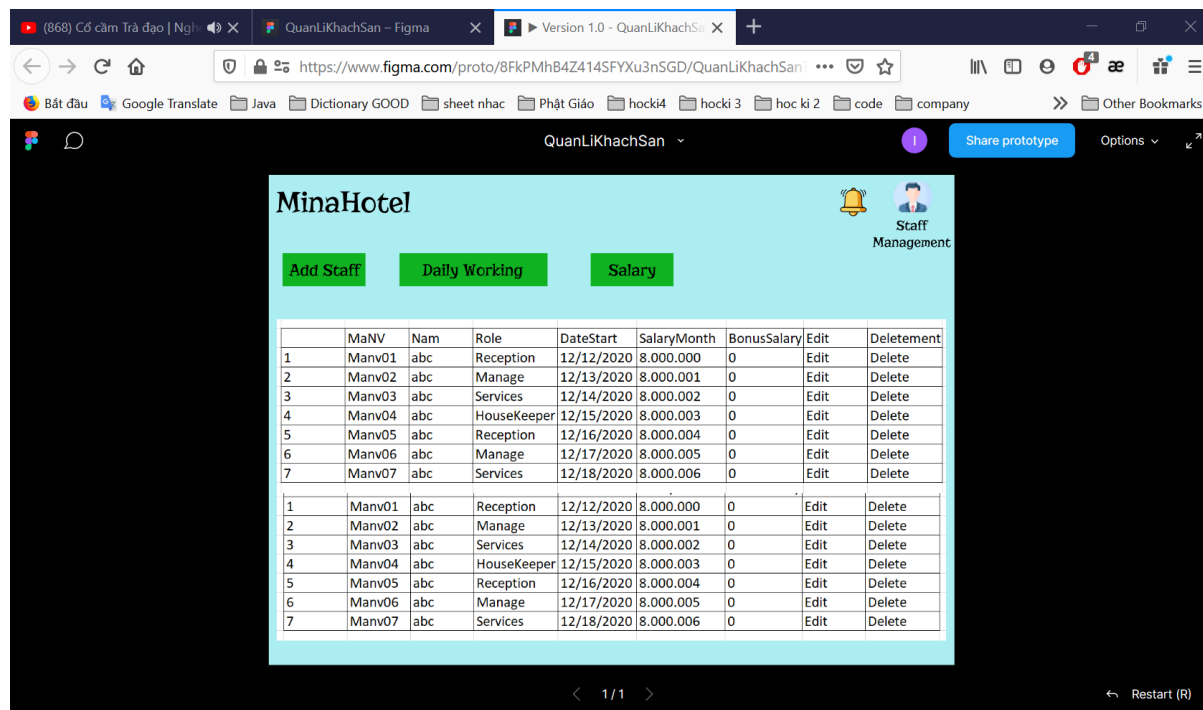 (868) Cổ cầm Trà đạo | Ngh
QuanLiKhachSan – Figma
Version 1.0 - QuanLiKhachSa
https://www.figma.com/proto/8FkPMhB4Z414SFYXu3nSGD/QuanLiKhachSan?
4
Bắt đầu Google Translate Java Dictionary GOOD sheet nhac Phật Giáo hocki4 hocki 3 hoc ki 2 code company Other Bookmarks
QuanLiKhachSan I Share prototype Options
MinaHotel
Staff
Management
Add Staff Daily Working Salary
MaNV Nam Role DateStart SalaryMonth BonusSalary Edit Deletement
1 Manv01 abc Reception 12/12/2020 8.000.000 0 Edit Delete
2 Manv02 abc Manage 12/13/2020 8.000.001 0 Edit Delete
3 Manv03 abc Services 12/14/2020 8.000.002 0 Edit Delete
4 Manv04 abc HouseKeeper 12/15/2020 8.000.003 0 Edit Delete
5 Manv05 abc Reception 12/16/2020 8.000.004 0 Edit Delete
6 Manv06 abc Manage 12/17/2020 8.000.005 0 Edit Delete
7 Manv07 abc Services 12/18/2020 8.000.006 0 Edit Delete
1 Manv01 abc Reception 12/12/2020 8.000.000 0 Edit Delete
2 Manv02 abc Manage 12/13/2020 8.000.001 0 Edit Delete
3 Manv03 abc Services 12/14/2020 8.000.002 0 Edit Delete
4 Manv04 abc HouseKeeper 12/15/2020 8.000.003 0 Edit Delete
5 Manv05 abc Reception 12/16/2020 8.000.004 0 Edit Delete
6 Manv06 abc Manage 12/17/2020 8.000.005 0 Edit Delete
7 Manv07 abc Services 12/18/2020 8.000.006 0 Edit Delete
1/1
Restart (R)